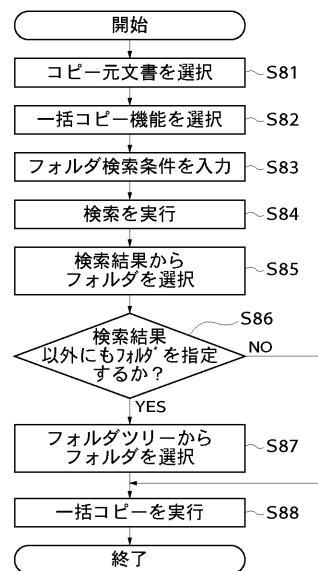 開始
コピー元文書を選択
S81
一括コピー機能を選択
S82
フォルダ検索条件を入力
S83
検索を実行
S84
検索結果から
フォルダを選択
S85
S86
検索結果
以外にもﾌｫﾙﾀﾞを指定
するか？
NO
YES
フォルダツリーから
フォルダを選択
S87
一括コピーを実行
S88
終了